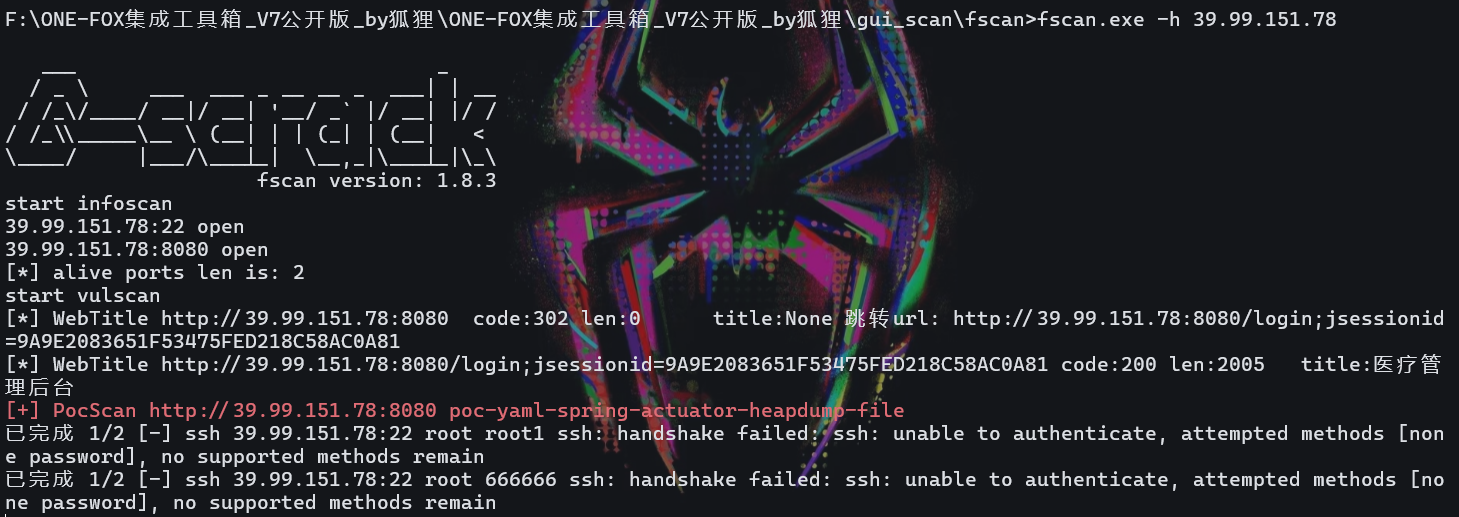 F:\ONE-FOX集成工具箱_V7公开版_by狐狸\ONE-FOX集成工具箱_V7公开版_by狐狸\gui_scan\fscan>fscan.exe -h 39.99.151.78
   ___                              _
  / _ \     ___  ___ _ __ __ _  ___| | __
 / /_\/____/ __|/ __| '__/ _` |/ __| |/ /
/ /_\\_____\__ \ (__| | | (_| | (__|   <
\____/     |___/\___|_|  \__,_|\___|_|\_\
                     fscan version: 1.8.3
start infoscan
39.99.151.78:22 open
39.99.151.78:8080 open
[*] alive ports len is: 2
start vulscan
[*] WebTitle http://39.99.151.78:8080  code:302 len:0      title:None 跳转url: http://39.99.151.78:8080/login;jsessionid
=9A9E2083651F53475FED218C58AC0A81
[*] WebTitle http://39.99.151.78:8080/login;jsessionid=9A9E2083651F53475FED218C58AC0A81 code:200 len:2005   title:医疗管
理后台
[+] PocScan http://39.99.151.78:8080 poc-yaml-spring-actuator-heapdump-file
已完成 1/2 [-] ssh 39.99.151.78:22 root root1 ssh: handshake failed: ssh: unable to authenticate, attempted methods [non
e password], no supported methods remain
已完成 1/2 [-] ssh 39.99.151.78:22 root 666666 ssh: handshake failed: ssh: unable to authenticate, attempted methods [no
ne password], no supported methods remain